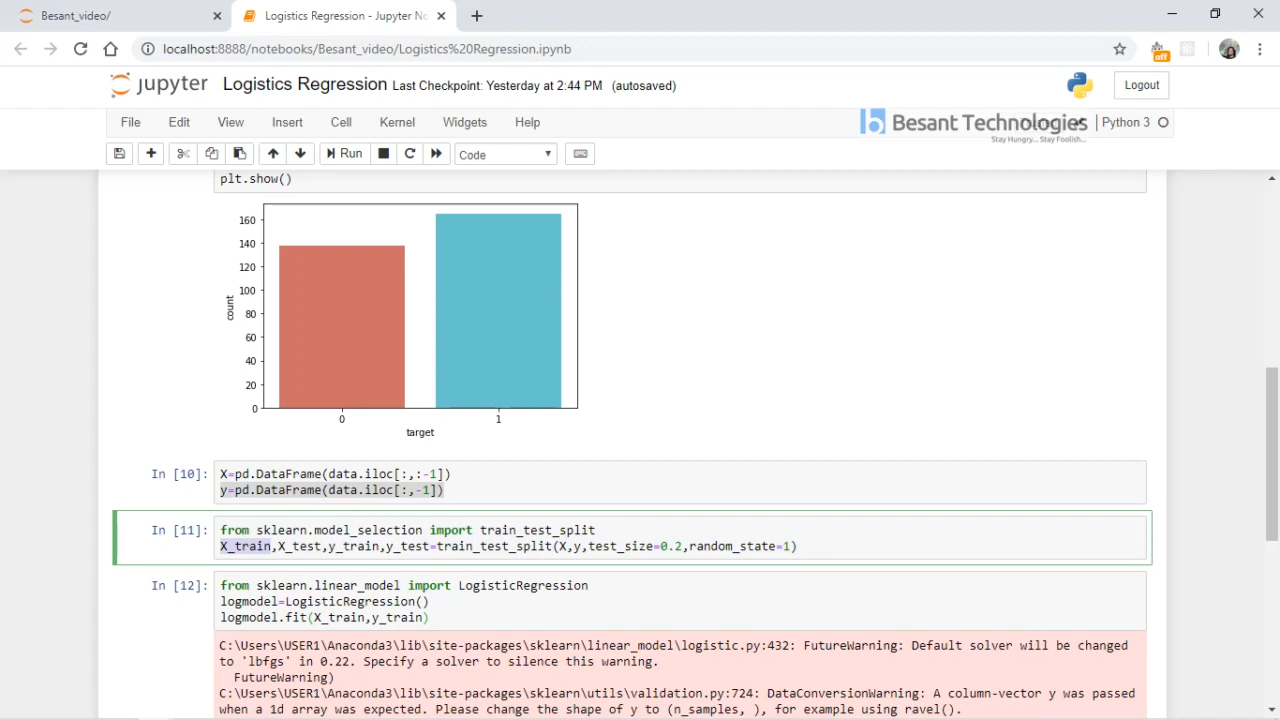 Besant_video/
Logistics Regression - Jupyter No
localhost:8888/notebooks/Besant_video/Logistics%20Regression.ipynb
off
jupyter Logistics Regression Last Checkpoint: Yesterday at 2:44 PM (autosaved)
Logout
File Edit View Insert Cell Kernel Widgets Help
Besant Technologies
Stay Hungry... Stay Foolish...
Python 3
Run
Code
plt.show()
160
140
120
100
80
60
40
20
0
count
0 1
target
In [10]: X=pd.DataFrame(data.iloc[:,:-1])
y=pd.DataFrame(data.iloc[:,-1])
In [11]: from sklearn.model_selection import train_test_split
X_train,X_test,y_train,y_test=train_test_split(X,y,test_size=0.2,random_state=1)
In [12]: from sklearn.linear_model import LogisticRegression
logmodel=LogisticRegression()
logmodel.fit(X_train,y_train)
C:\Users\USER1\Anaconda3\lib\site-packages\sklearn\linear_model\logistic.py:432: FutureWarning: Default solver will be changed
to 'lbfgs' in 0.22. Specify a solver to silence this warning.
FutureWarning)
C:\Users\USER1\Anaconda3\lib\site-packages\sklearn\utils\validation.py:724: DataConversionWarning: A column-vector y was passed
when a 1d array was expected. Please change the shape of y to (n_samples, ), for example using ravel().